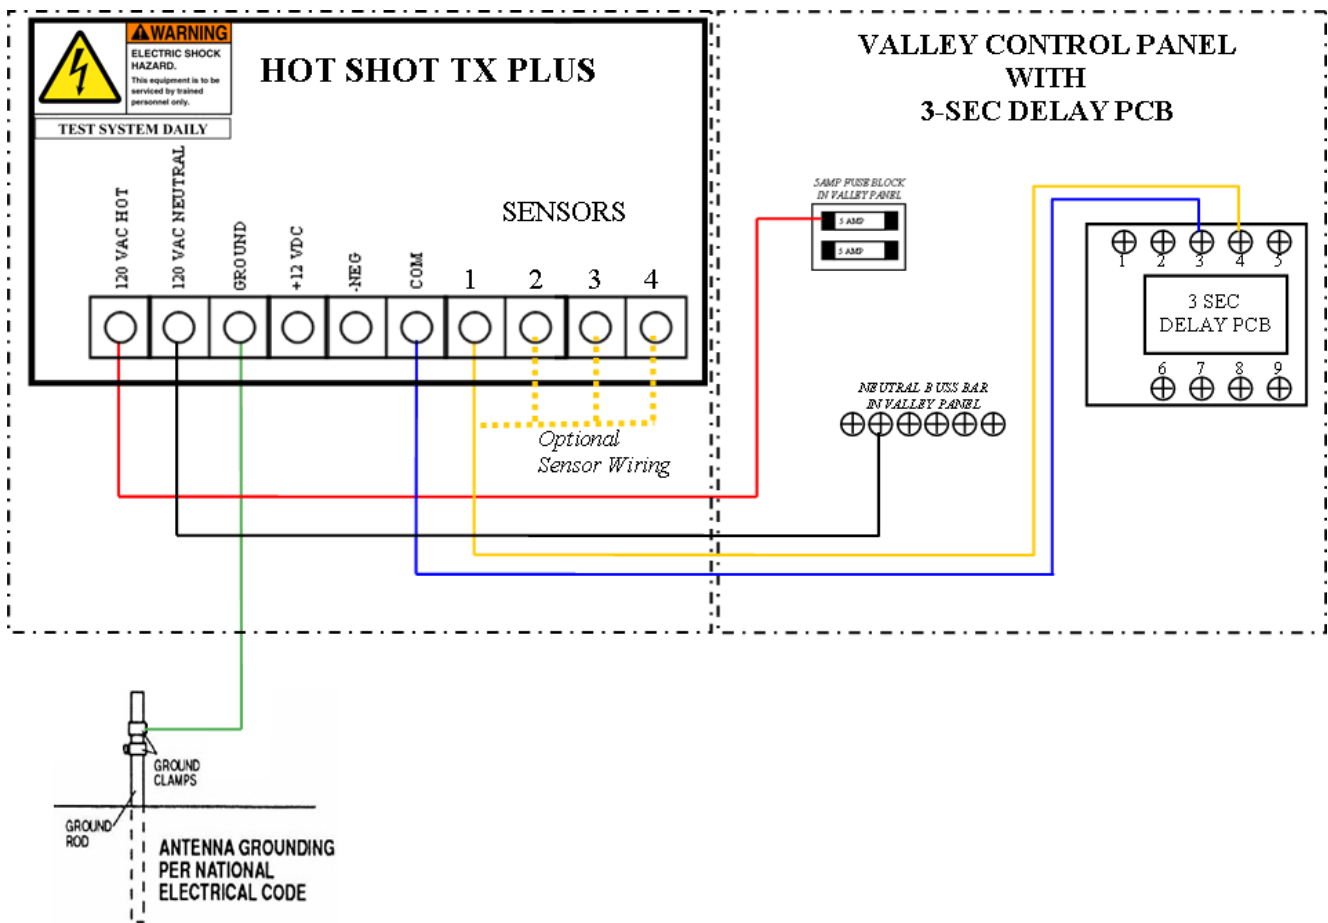 WARNING
ELECTRIC SHOCK
HAZARD.
This equipment is to be
serviced by trained
personnel only.
TEST SYSTEM DAILY
HOT SHOT TX PLUS
120 VAC HOT
120 VAC NEUTRAL
GROUND
+12 VDC
-NEG
COM
SENSORS
1 2 3 4
Optional
Sensor Wiring
VALLEY CONTROL PANEL
WITH
3-SEC DELAY PCB
5AMP FUSE BLOCK
IN VALLEY PANEL
5 AMP
5 AMP
NEUTRAL BUSS BAR
IN VALLEY PANEL
1 2 3 4 5
3 SEC
DELAY PCB
6 7 8 9
GROUND
CLAMPS
GROUND
ROD
ANTENNA GROUNDING
PER NATIONAL
ELECTRICAL CODE